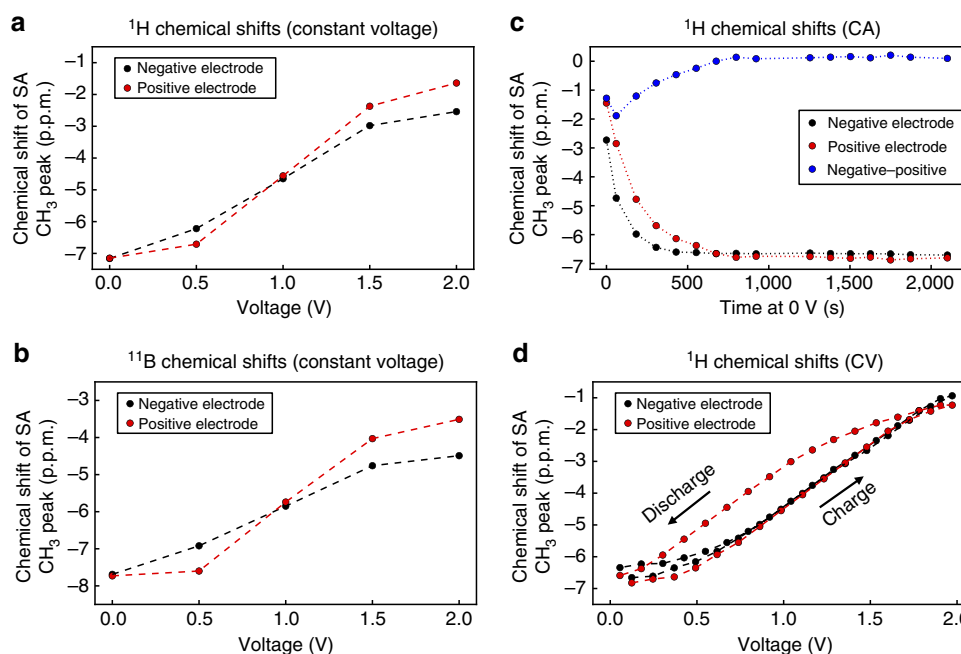 a
¹H chemical shifts (constant voltage)
Chemical shift of SA
CH₃ peak (p.p.m.)
−1
−2
−3
−4
−5
−6
−7
Negative electrode
Positive electrode
0.0 0.5 1.0 1.5 2.0
Voltage (V)
c
¹H chemical shifts (CA)
Chemical shift of SA
CH₃ peak (p.p.m.)
0
−1
−2
−3
−4
−5
−6
−7
Negative electrode
Positive electrode
Negative–positive
0 500 1,000 1,500 2,000
Time at 0 V (s)
b
¹¹B chemical shifts (constant voltage)
Chemical shift of SA
CH₃ peak (p.p.m.)
−3
−4
−5
−6
−7
−8
Negative electrode
Positive electrode
0.0 0.5 1.0 1.5 2.0
Voltage (V)
d
¹H chemical shifts (CV)
Chemical shift of SA
CH₃ peak (p.p.m.)
−1
−2
−3
−4
−5
−6
−7
Negative electrode
Positive electrode
Discharge
Charge
0.0 0.5 1.0 1.5 2.0
Voltage (V)